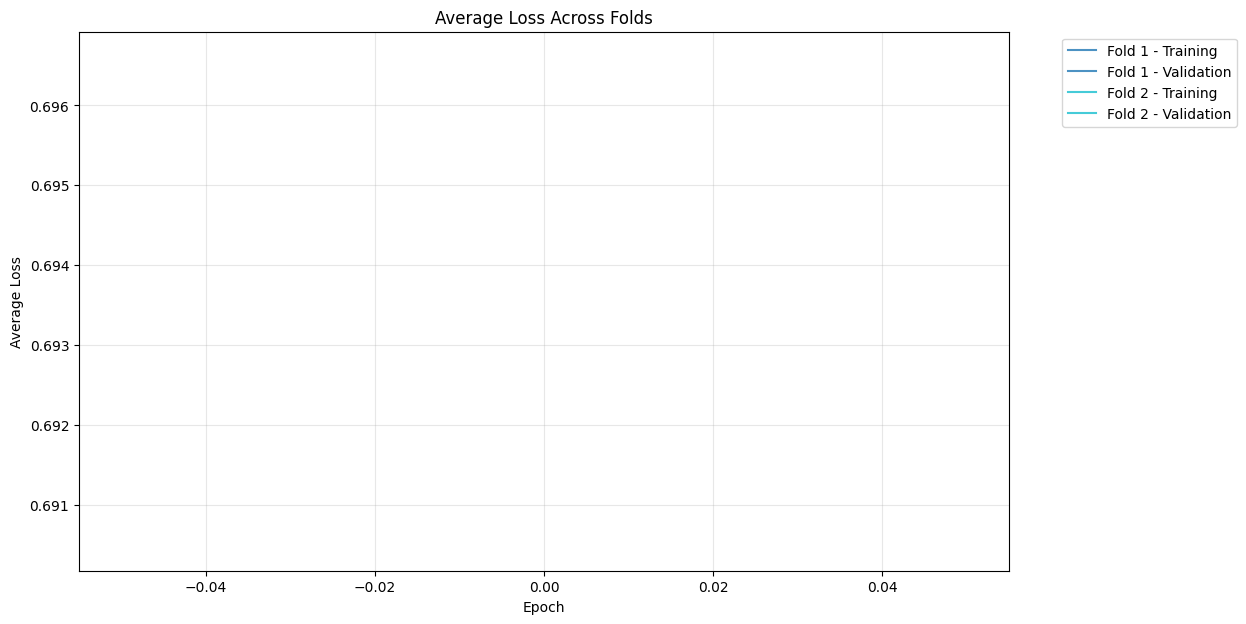 Average Loss Across Folds
Fold 1 - Training
Fold 1 - Validation
Fold 2 - Training
Fold 2 - Validation
Average Loss
0.696
0.695
0.694
0.693
0.692
0.691
−0.04
−0.02
0.00
0.02
0.04
Epoch